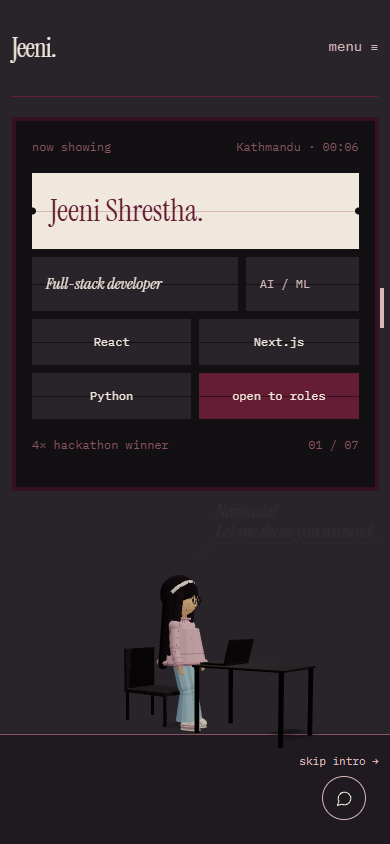 Jeeni.
menu ≡
now showing
Kathmandu · 00:06
Jeeni Shrestha.
Full-stack developer
AI / ML
React
Next.js
Python
open to roles
4× hackathon winner
01 / 07
Namaste!
Let me show you around
skip intro →